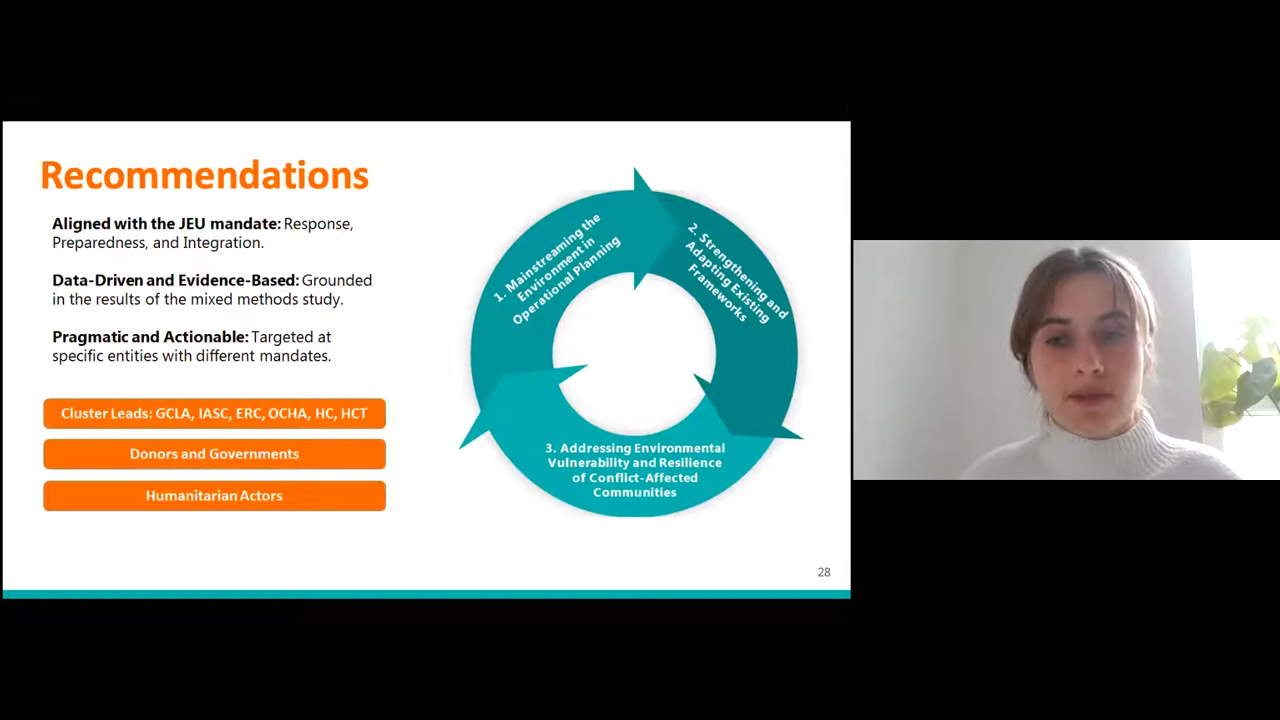 Recommendations
Aligned with the JEU mandate: Response,
Preparedness, and Integration.
Data-Driven and Evidence-Based: Grounded
in the results of the mixed methods study.
Pragmatic and Actionable: Targeted at
specific entities with different mandates.
Cluster Leads: GCLA, IASC, ERC, OCHA, HC, HCT
Donors and Governments
Humanitarian Actors
1. Mainstreaming the
Environment in
Operational Planning
2. Strengthening and
Adapting Existing
Frameworks
3. Addressing Environmental
Vulnerability and Resilience
of Conflict-Affected
Communities
28